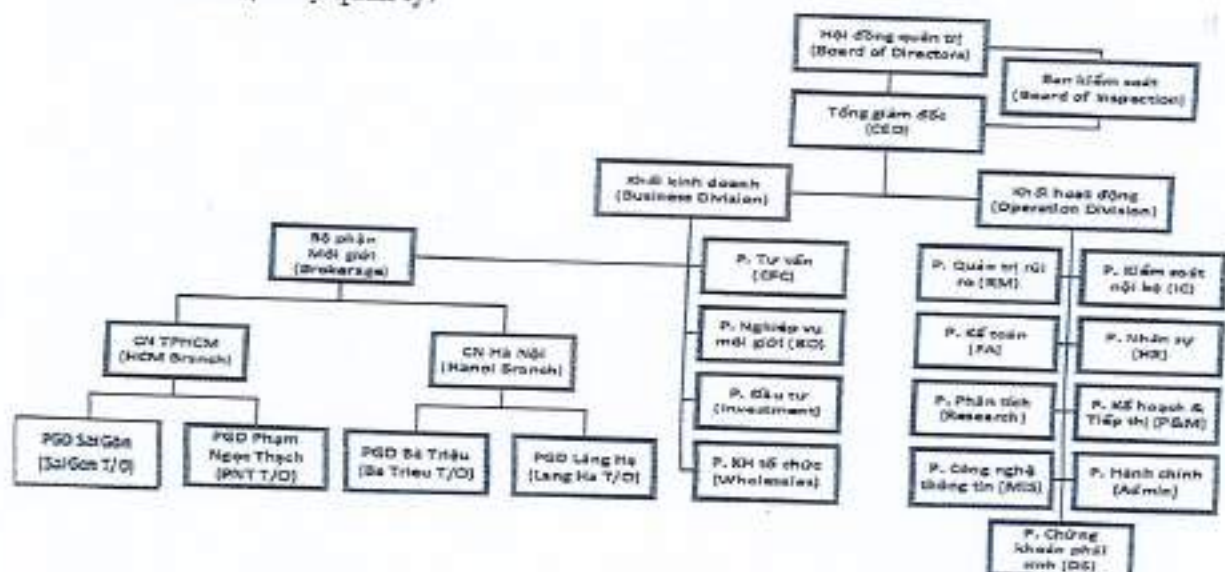 Hội đồng quản trị
(Board of Directors)
Ban kiểm soát
(Board of Inspection)
Tổng giám đốc
(CEO)
Khối kinh doanh
(Business Division)
Khối hoạt động
(Operation Division)
Bộ phận
Môi giới
(Brokerage)
P. Tư vấn
(CFC)
P. Quản trị rủi
ro (RM)
P. Kiểm soát
nội bộ (IC)
CN TPHCM
(HCM Branch)
CN Hà Nội
(Hanoi Branch)
P. Nghiệp vụ
môi giới (BO)
P. Kế toán
(FA)
P. Nhân sự
(HR)
P. Đầu tư
(Investment)
P. Phân tích
(Research)
P. Kế hoạch &
Tiếp thị (P&M)
PGD Sài Gòn
(Sai Gon T/O)
PGD Phạm
Ngọc Thạch
(PNT T/O)
PGD Bà Triệu
(Ba Trieu T/O)
PGD Láng Hạ
(Lang Ha T/O)
P. KH tổ chức
(Wholesales)
P. Công nghệ
thông tin (MIS)
P. Hành chính
(Admin)
P. Chứng
khoán phái
sinh (DS)